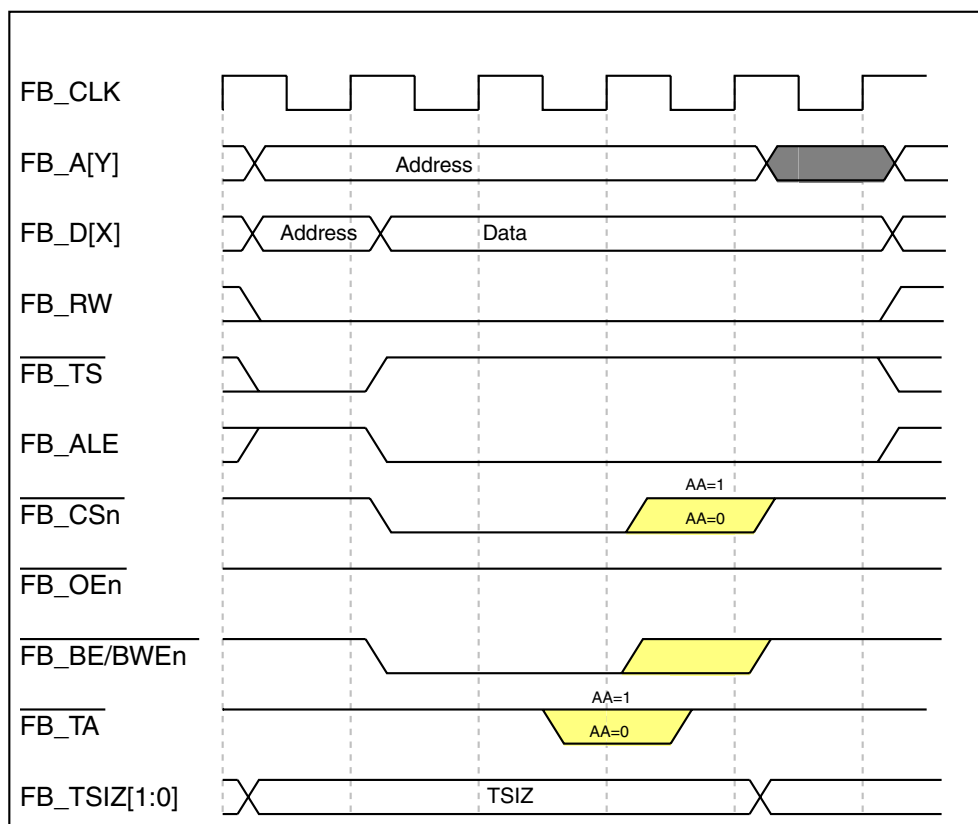 FB_CLK
FB_A[Y]
Address
FB_D[X]
Address
Data
FB_RW
FB_TS
FB_ALE
AA=1
FB_CSn
AA=0
FB_OEn
FB_BE/BWEn
AA=1
FB_TA
AA=0
FB_TSIZ[1:0]
TSIZ